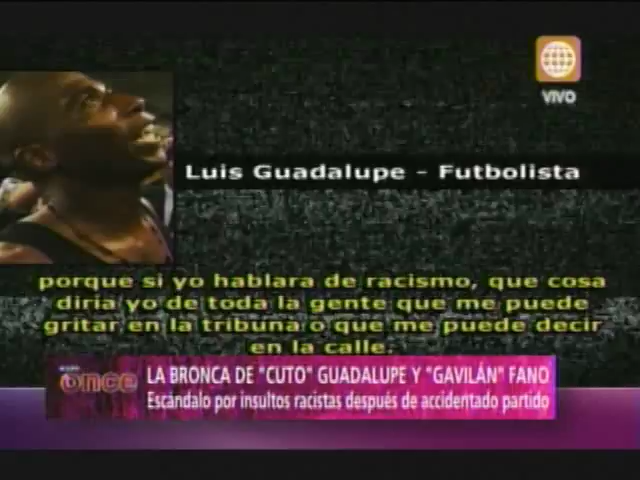 VIVO
Luis Guadalupe - Futbolista
porque si yo hablara de racismo, que cosa
diria yo de toda la gente que me puede
gritar en la tribuna o que me puede decir
en la calle.
once
LA BRONCA DE "CUTO" GUADALUPE Y "GAVILÁN" FANO
Escándalo por insultos racistas después de accidentado partido